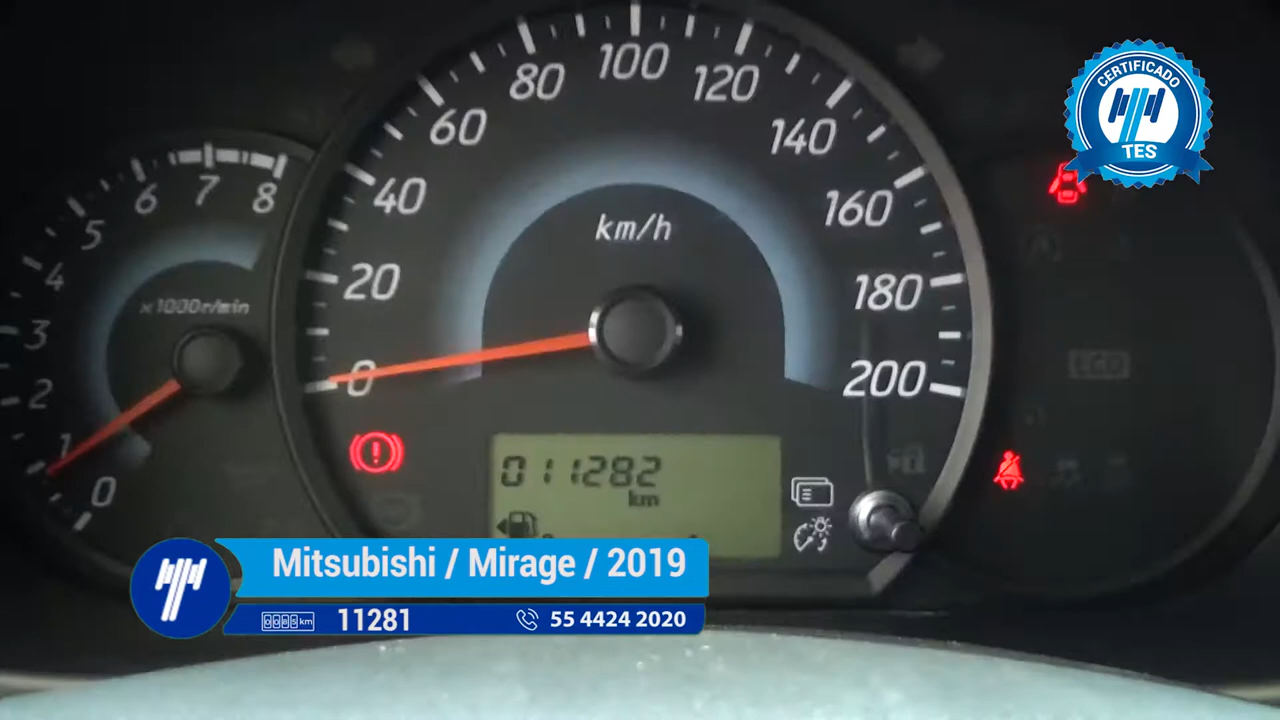 CERTIFICADO
TES
0
20
40
60
80
100
120
140
160
180
200
km/h
0
1
2
3
4
5
6
7
8
x1000r/min
ECO
011282
km
Mitsubishi / Mirage / 2019
km
11281
55 4424 2020